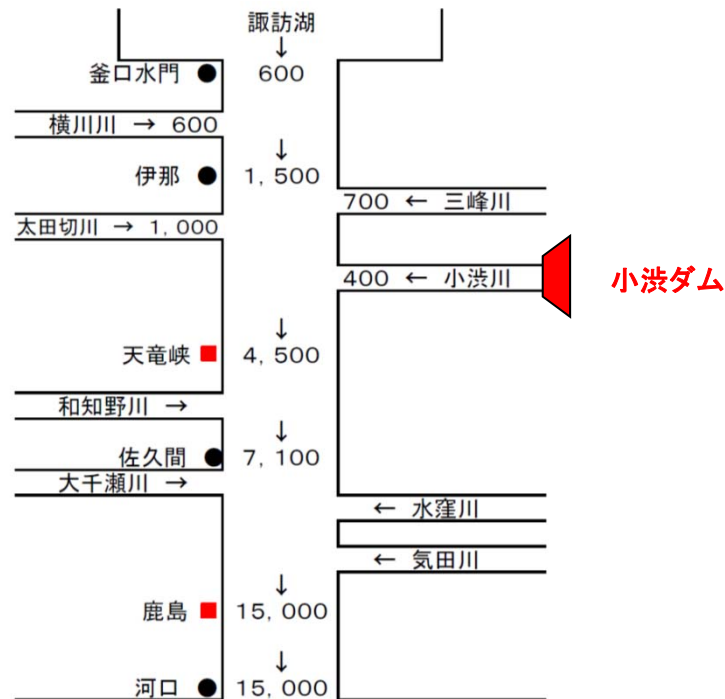 諏訪湖
↓
釜口水門 ● 600
横川川 → 600
↓
伊那 ● 1,500
700 ← 三峰川
太田切川 → 1,000
400 ← 小渋川
小渋ダム
↓
天竜峡 ■ 4,500
和知野川 →
↓
佐久間 ● 7,100
大千瀬川 →
← 水窪川
← 気田川
↓
鹿島 ■ 15,000
↓
河口 ● 15,000